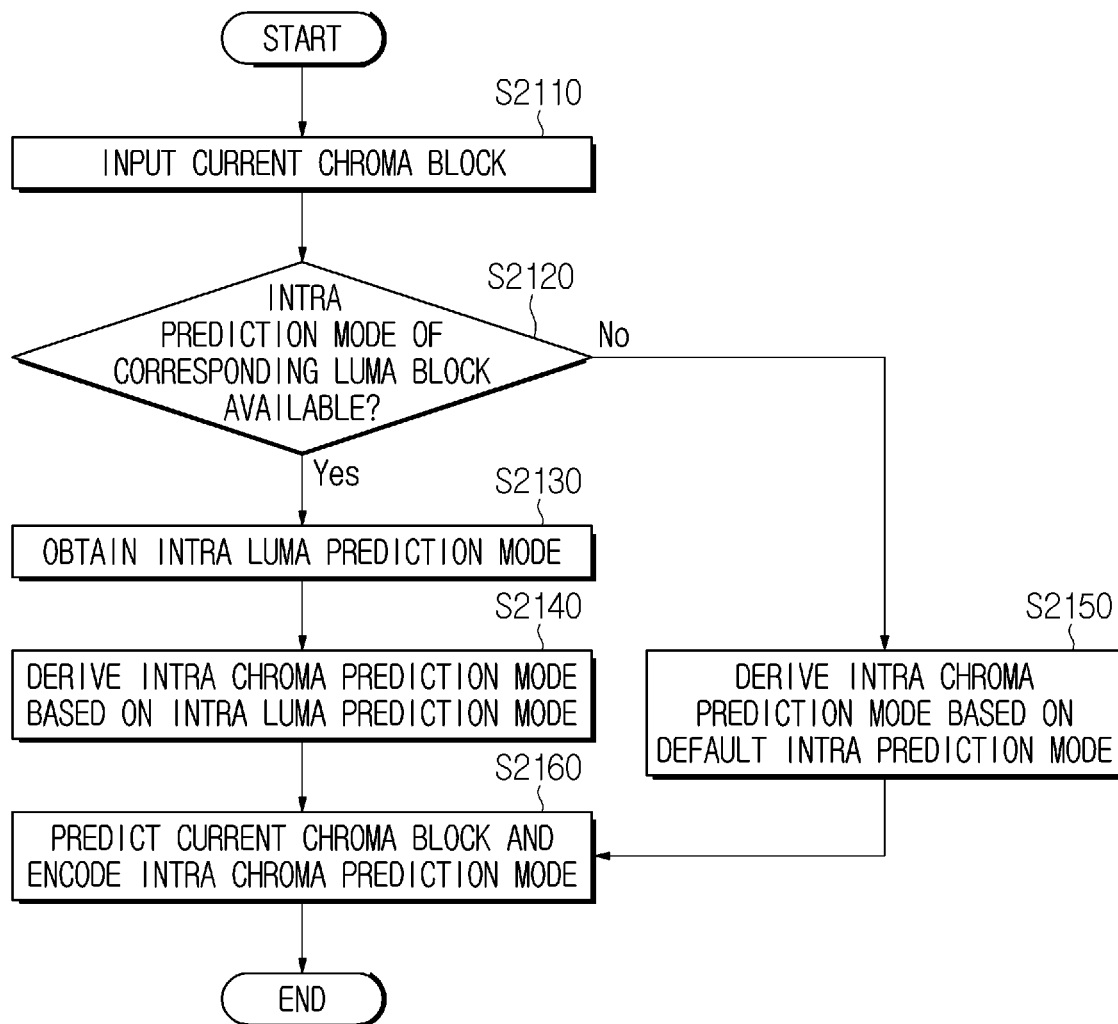 START
S2110
INPUT CURRENT CHROMA BLOCK
S2120
INTRA
PREDICTION MODE OF
CORRESPONDING LUMA BLOCK
AVAILABLE?
No
Yes
S2130
OBTAIN INTRA LUMA PREDICTION MODE
S2140
DERIVE INTRA CHROMA PREDICTION MODE
BASED ON INTRA LUMA PREDICTION MODE
S2150
DERIVE INTRA CHROMA
PREDICTION MODE BASED ON
DEFAULT INTRA PREDICTION MODE
S2160
PREDICT CURRENT CHROMA BLOCK AND
ENCODE INTRA CHROMA PREDICTION MODE
END